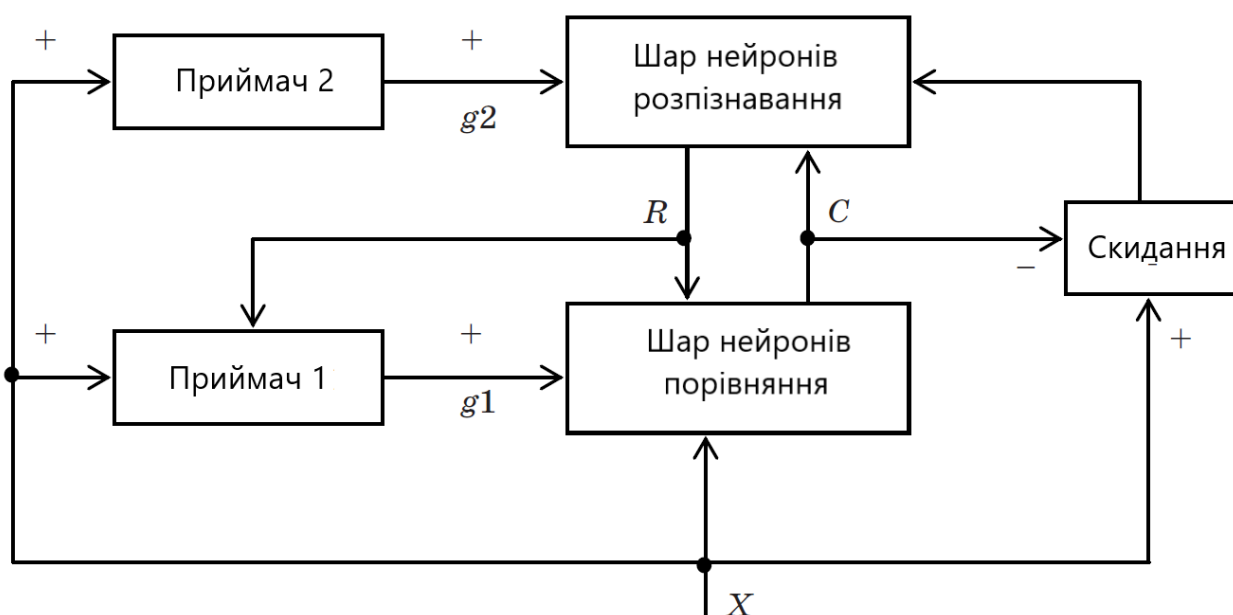 +
+
Приймач 2
g2
Шар нейронів
розпізнавання
R
C
Скидання
−
+
+
+
Приймач 1
g1
Шар нейронів
порівняння
X